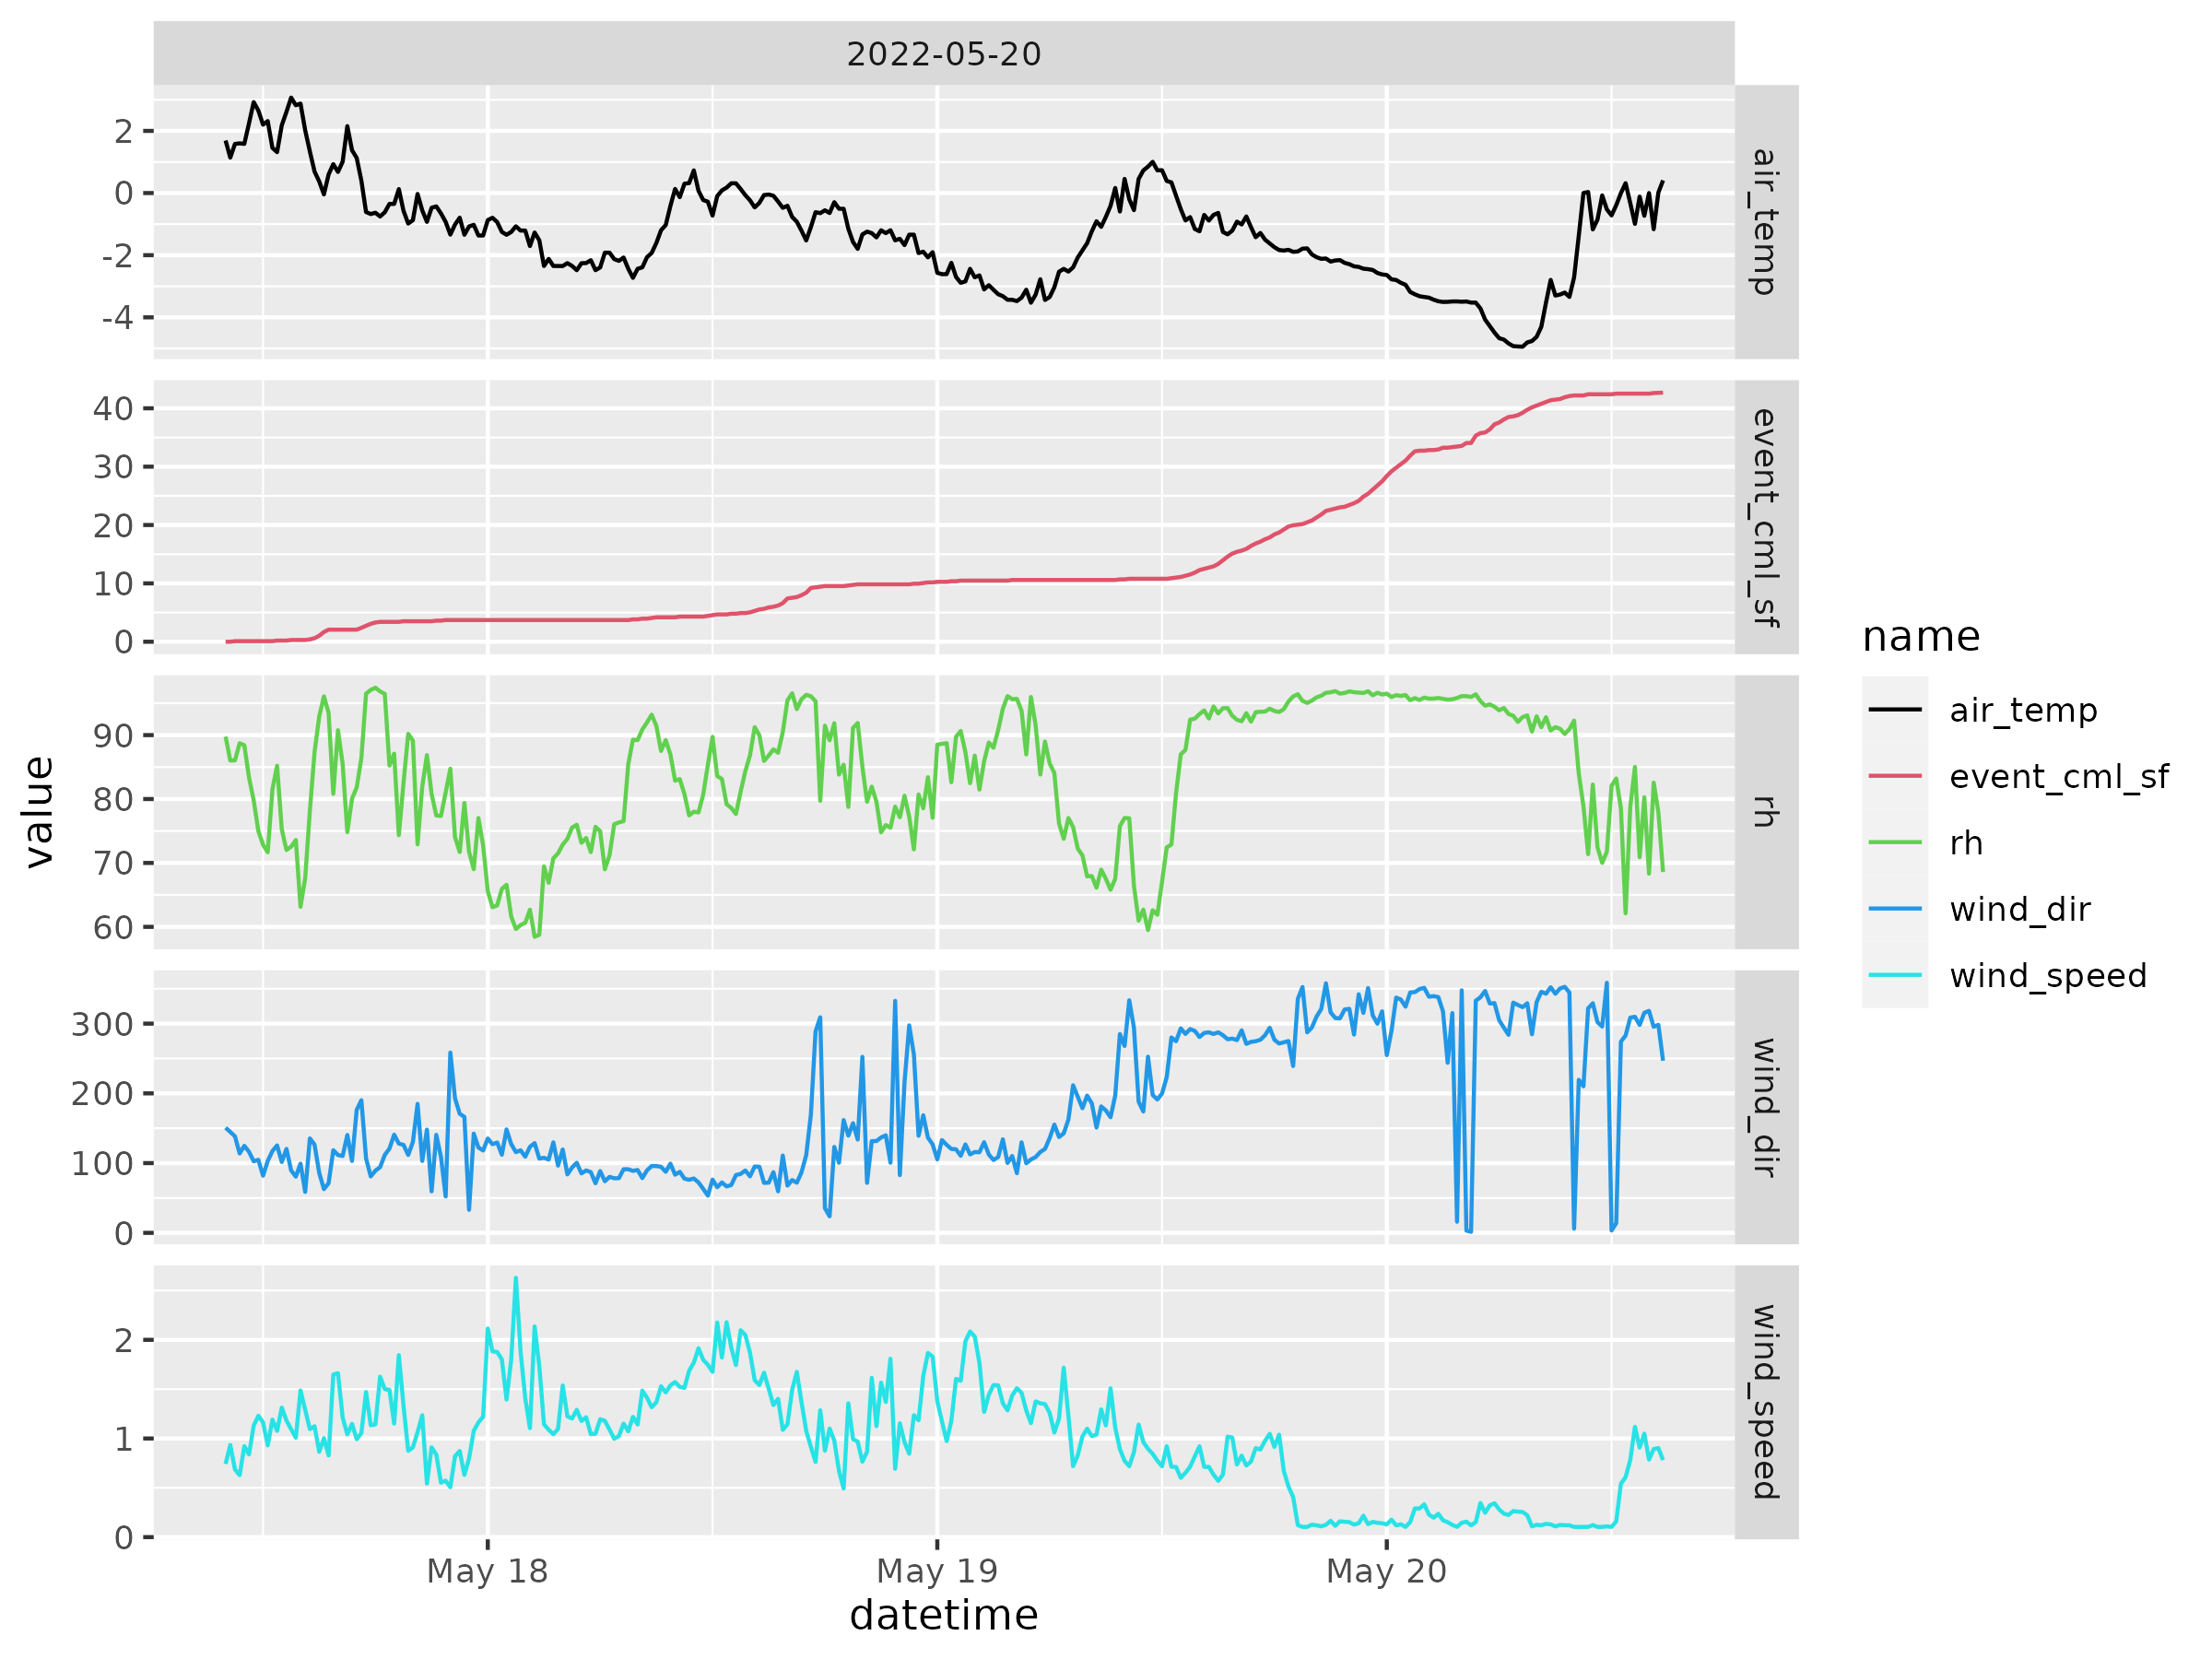 2022-05-20
2
0
-2
-4
air_temp
40
30
20
10
0
event_cml_sf
90
80
70
60
rh
300
200
100
0
wind_dir
2
1
0
wind_speed
May 18
May 19
May 20
datetime
value
name
air_temp
event_cml_sf
rh
wind_dir
wind_speed